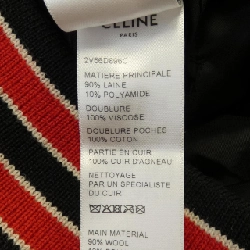 CELINE
PARIS
MATIERE PRINCIPALE
90% LAINE
10% POLYAMIDE
DOUBLURE
100% VISCOSE
DOUBLURE POCHES
100% COTON
PARTIE EN CUIR
100% CUIR D'AGNEAU
NETTOYAGE
PAR UN SPECIALISTE
DU CUIR
MAIN MATERIAL
90% WOOL